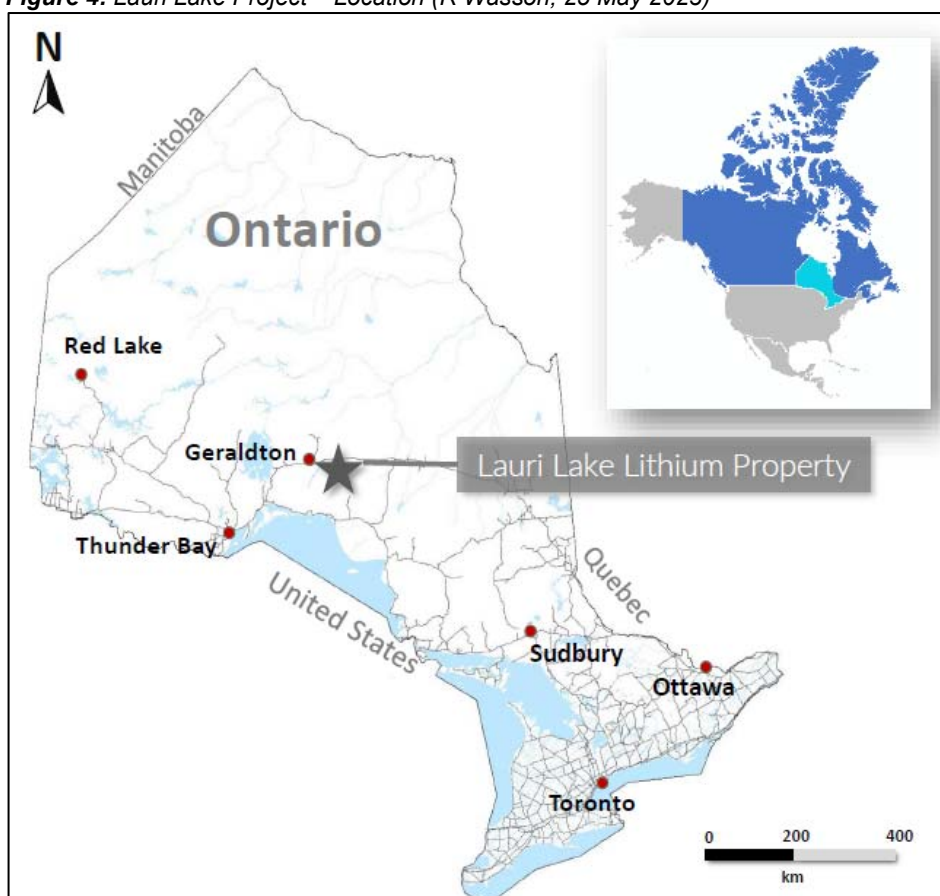 Figure 4: Lauri Lake Project – Location (R Wasson, 23 May 2023)
N
Manitoba
Ontario
Red Lake
Geraldton
Lauri Lake Lithium Property
Thunder Bay
United States
Quebec
Sudbury
Ottawa
Toronto
0 200 400
km